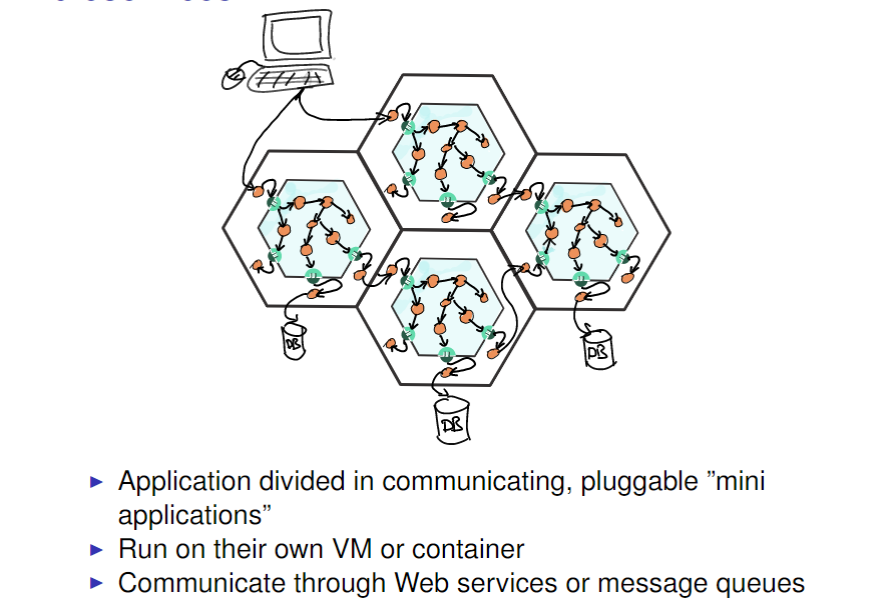 DB
DB
DB
► Application divided in communicating, pluggable ”mini
applications”
► Run on their own VM or container
► Communicate through Web services or message queues